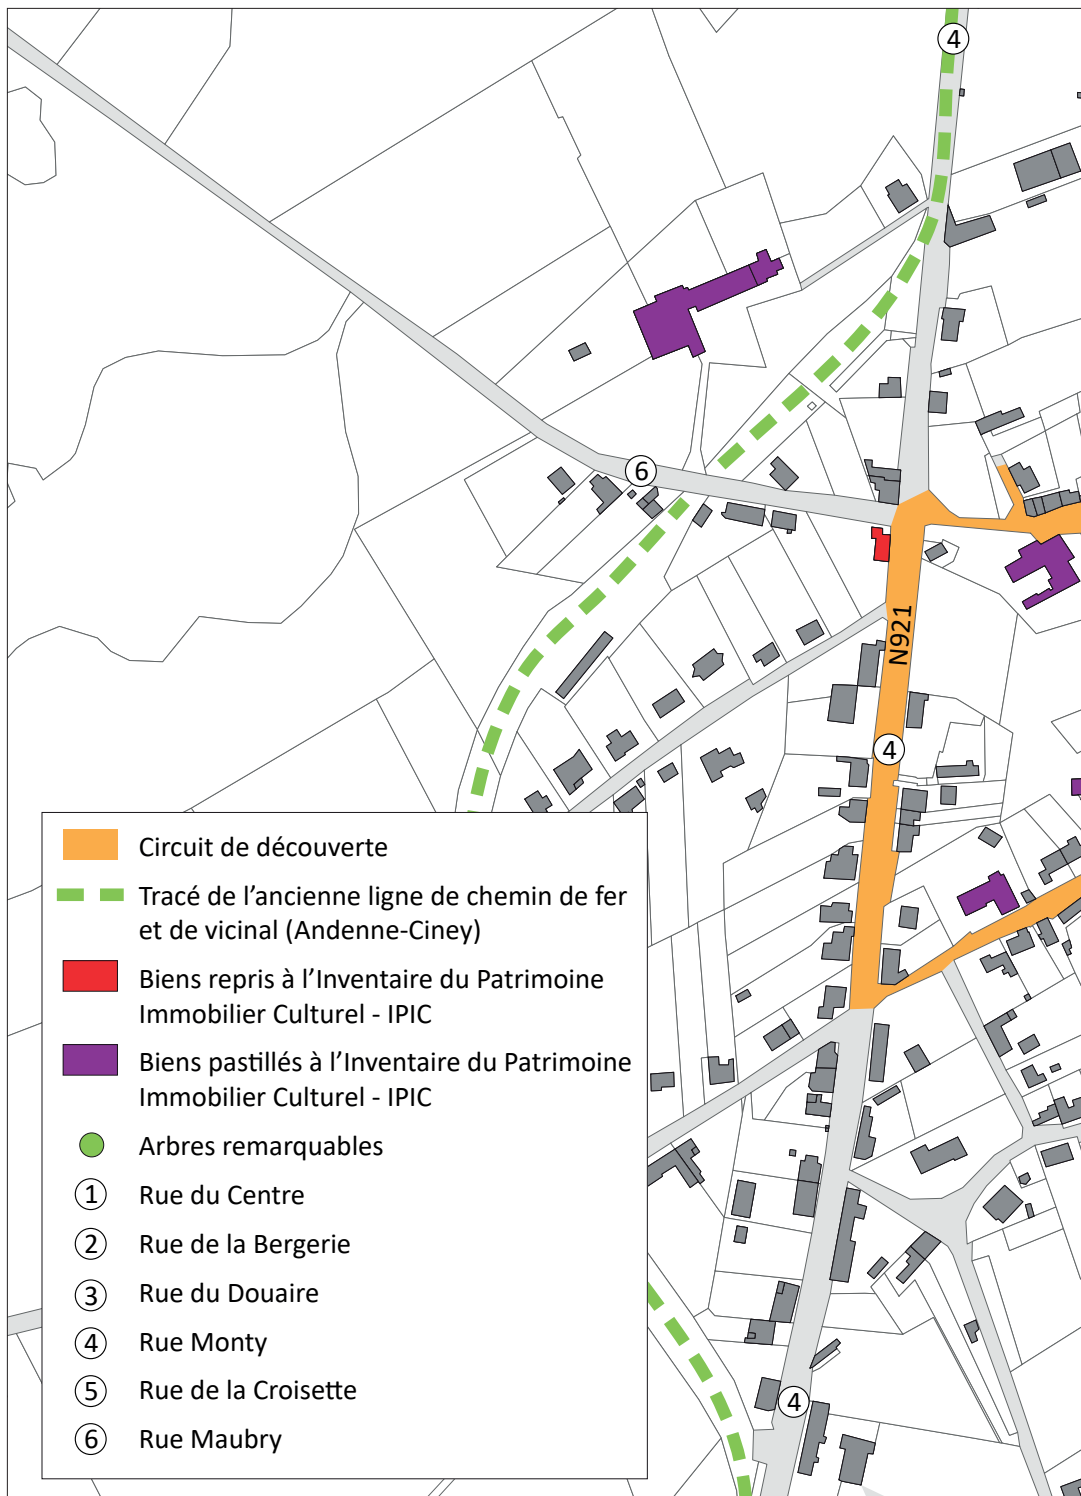 4
6
N921
4
Circuit de découverte
Tracé de l'ancienne ligne de chemin de fer
et de vicinal (Andenne-Ciney)
Biens repris à l'Inventaire du Patrimoine
Immobilier Culturel - IPIC
Biens pastillés à l'Inventaire du Patrimoine
Immobilier Culturel - IPIC
Arbres remarquables
1 Rue du Centre
2 Rue de la Bergerie
3 Rue du Douaire
4 Rue Monty
5 Rue de la Croisette
6 Rue Maubry
4